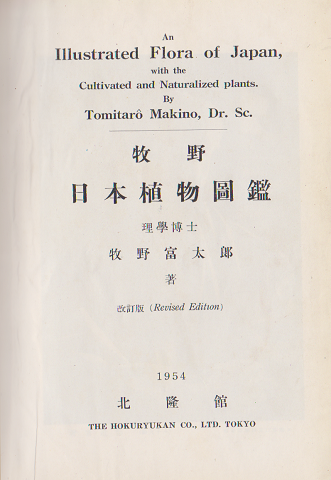 An
Illustrated Flora of Japan,
with the
Cultivated and Naturalized plants.
By
Tomitarô Makino, Dr. Sc.
牧野
日本植物圖鑑
理學博士
牧野富太郎
著
改訂版 (Revised Edition)
1954
北隆館
THE HOKURYUKAN CO., LTD. TOKYO